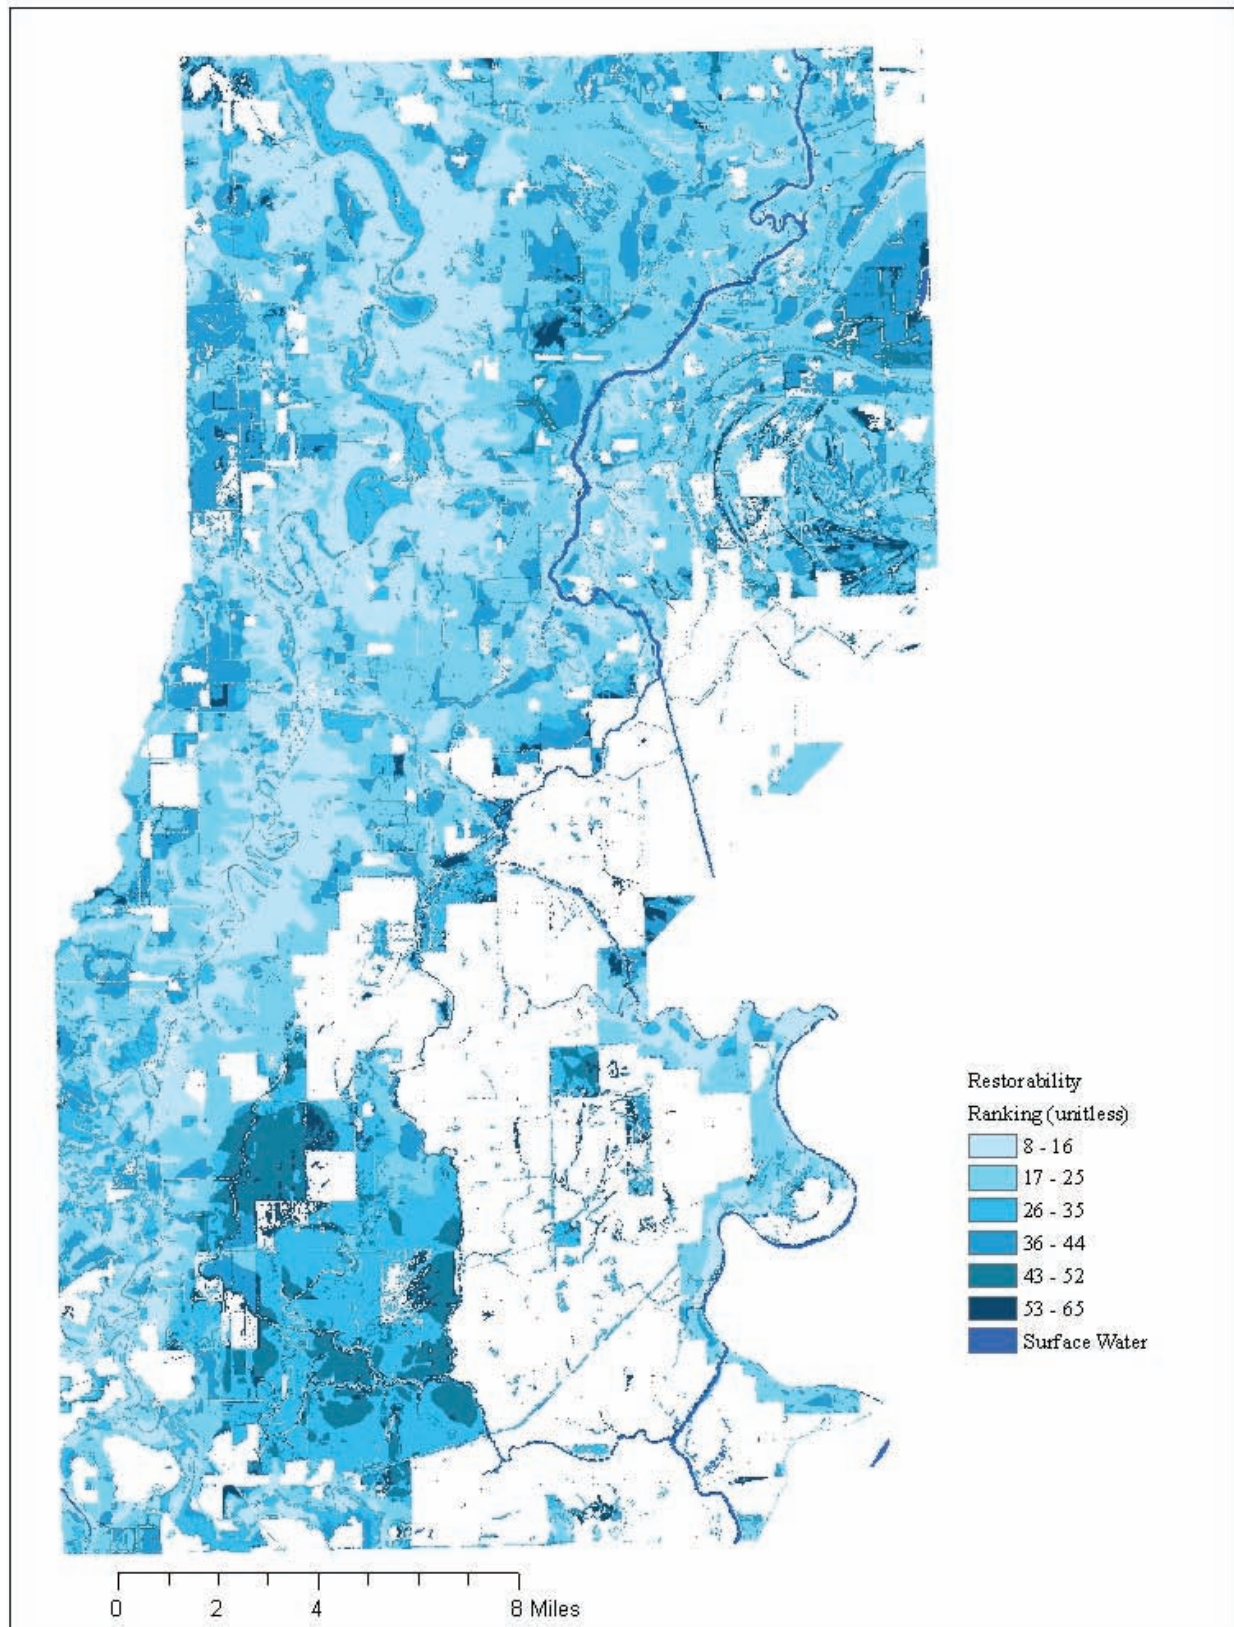 Restorability
Ranking (unitless)
8 - 16
17 - 25
26 - 35
36 - 44
43 - 52
53 - 65
Surface Water
0 2 4 8 Miles